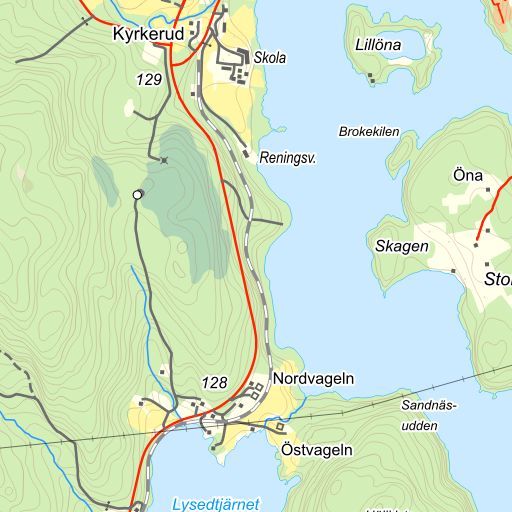 Kyrkerud
Lillöna
Skola
129
Brokekilen
Reningsv.
Öna
Skagen
128
Nordvageln
Sandnäs-
udden
Östvageln
Lysedtjärnet